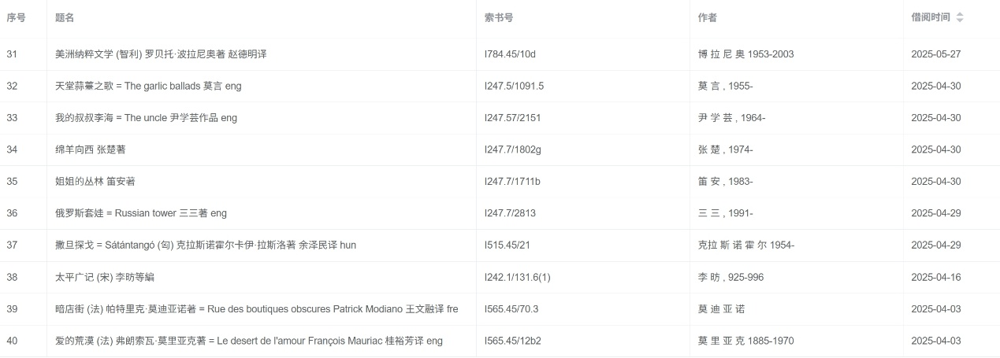 序号 题名 索书号 作者 借阅时间
31 美洲纳粹文学 (智利) 罗贝托·波拉尼奥著 赵德明译 I784.45/10d 博 拉 尼 奥 1953-2003 2025-05-27
32 天堂蒜薹之歌 = The garlic ballads 莫言 eng I247.5/1091.5 莫 言 , 1955- 2025-04-30
33 我的叔叔李海 = The uncle 尹学芸作品 eng I247.57/2151 尹 学 芸 , 1964- 2025-04-30
34 绵羊向西 张楚著 I247.7/1802g 张 楚 , 1974- 2025-04-30
35 姐姐的丛林 笛安著 I247.7/1711b 笛 安 , 1983- 2025-04-30
36 俄罗斯套娃 = Russian tower 三三著 eng I247.7/2813 三 三 , 1991- 2025-04-29
37 撒旦探戈 = Sátántangó (匈) 克拉斯诺霍尔卡伊·拉斯洛著 余泽民译 hun I515.45/21 克拉 斯 诺 霍 尔 1954- 2025-04-29
38 太平广记 (宋) 李昉等編 I242.1/131.6(1) 李 昉 , 925-996 2025-04-16
39 暗店街 (法) 帕特里克·莫迪亚诺著 = Rue des boutiques obscures Patrick Modiano 王文融译 fre I565.45/70.3 莫 迪 亚 诺 2025-04-03
40 爱的荒漠 (法) 弗朗索瓦·莫里亚克著 = Le desert de l'amour François Mauriac 桂裕芳译 eng I565.45/12b2 莫 里 亚 克 1885-1970 2025-04-03